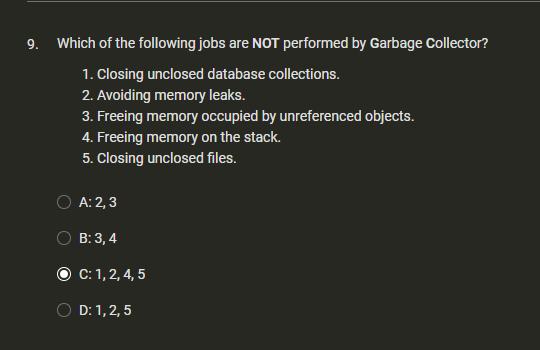 9. Which of the following jobs are NOT performed by Garbage Collector?
1. Closing unclosed database collections.
2. Avoiding memory leaks.
3. Freeing memory occupied by unreferenced objects.
4. Freeing memory on the stack.
5. Closing unclosed files.
A: 2, 3
B: 3, 4
C: 1, 2, 4, 5
D: 1, 2, 5